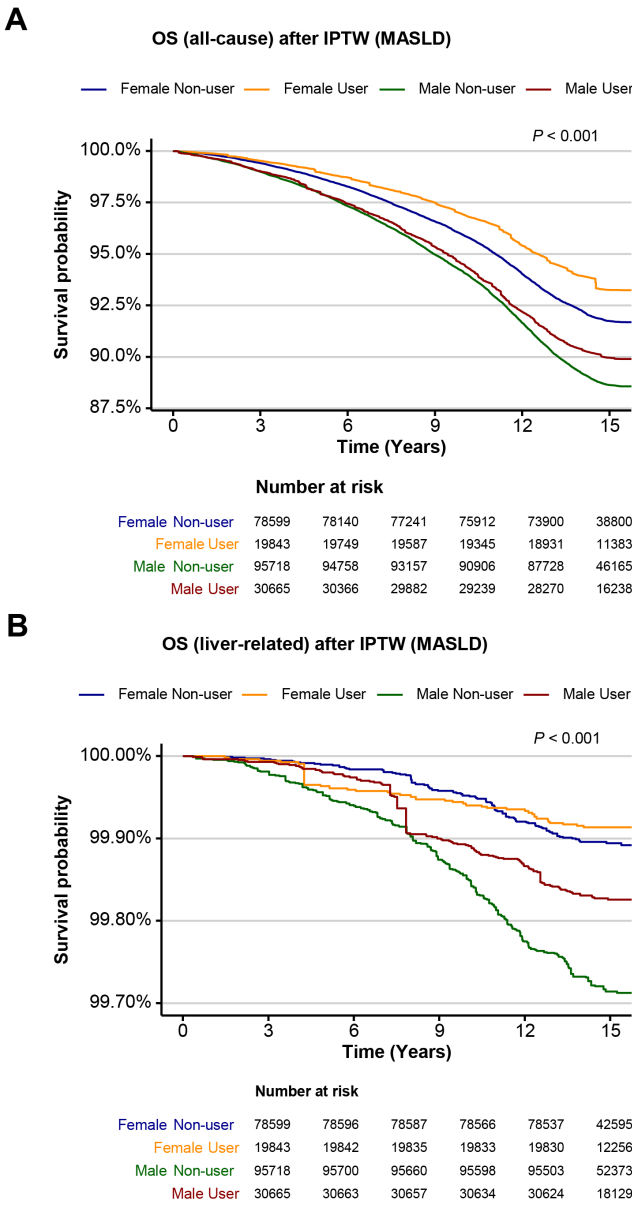 A
OS (all-cause) after IPTW (MASLD)
Female Non-user Female User Male Non-user Male User
P < 0.001
100.0%
97.5%
95.0%
92.5%
90.0%
87.5%
Survival probability
0 3 6 9 12 15
Time (Years)
Number at risk
Female Non-user 78599 78140 77241 75912 73900 38800
Female User 19843 19749 19587 19345 18931 11383
Male Non-user 95718 94758 93157 90906 87728 46165
Male User 30665 30366 29882 29239 28270 16238
B
OS (liver-related) after IPTW (MASLD)
Female Non-user Female User Male Non-user Male User
P < 0.001
100.00%
99.90%
99.80%
99.70%
Survival probability
0 3 6 9 12 15
Time (Years)
Number at risk
Female Non-user 78599 78596 78587 78566 78537 42595
Female User 19843 19842 19835 19833 19830 12256
Male Non-user 95718 95700 95660 95598 95503 52373
Male User 30665 30663 30657 30634 30624 18129